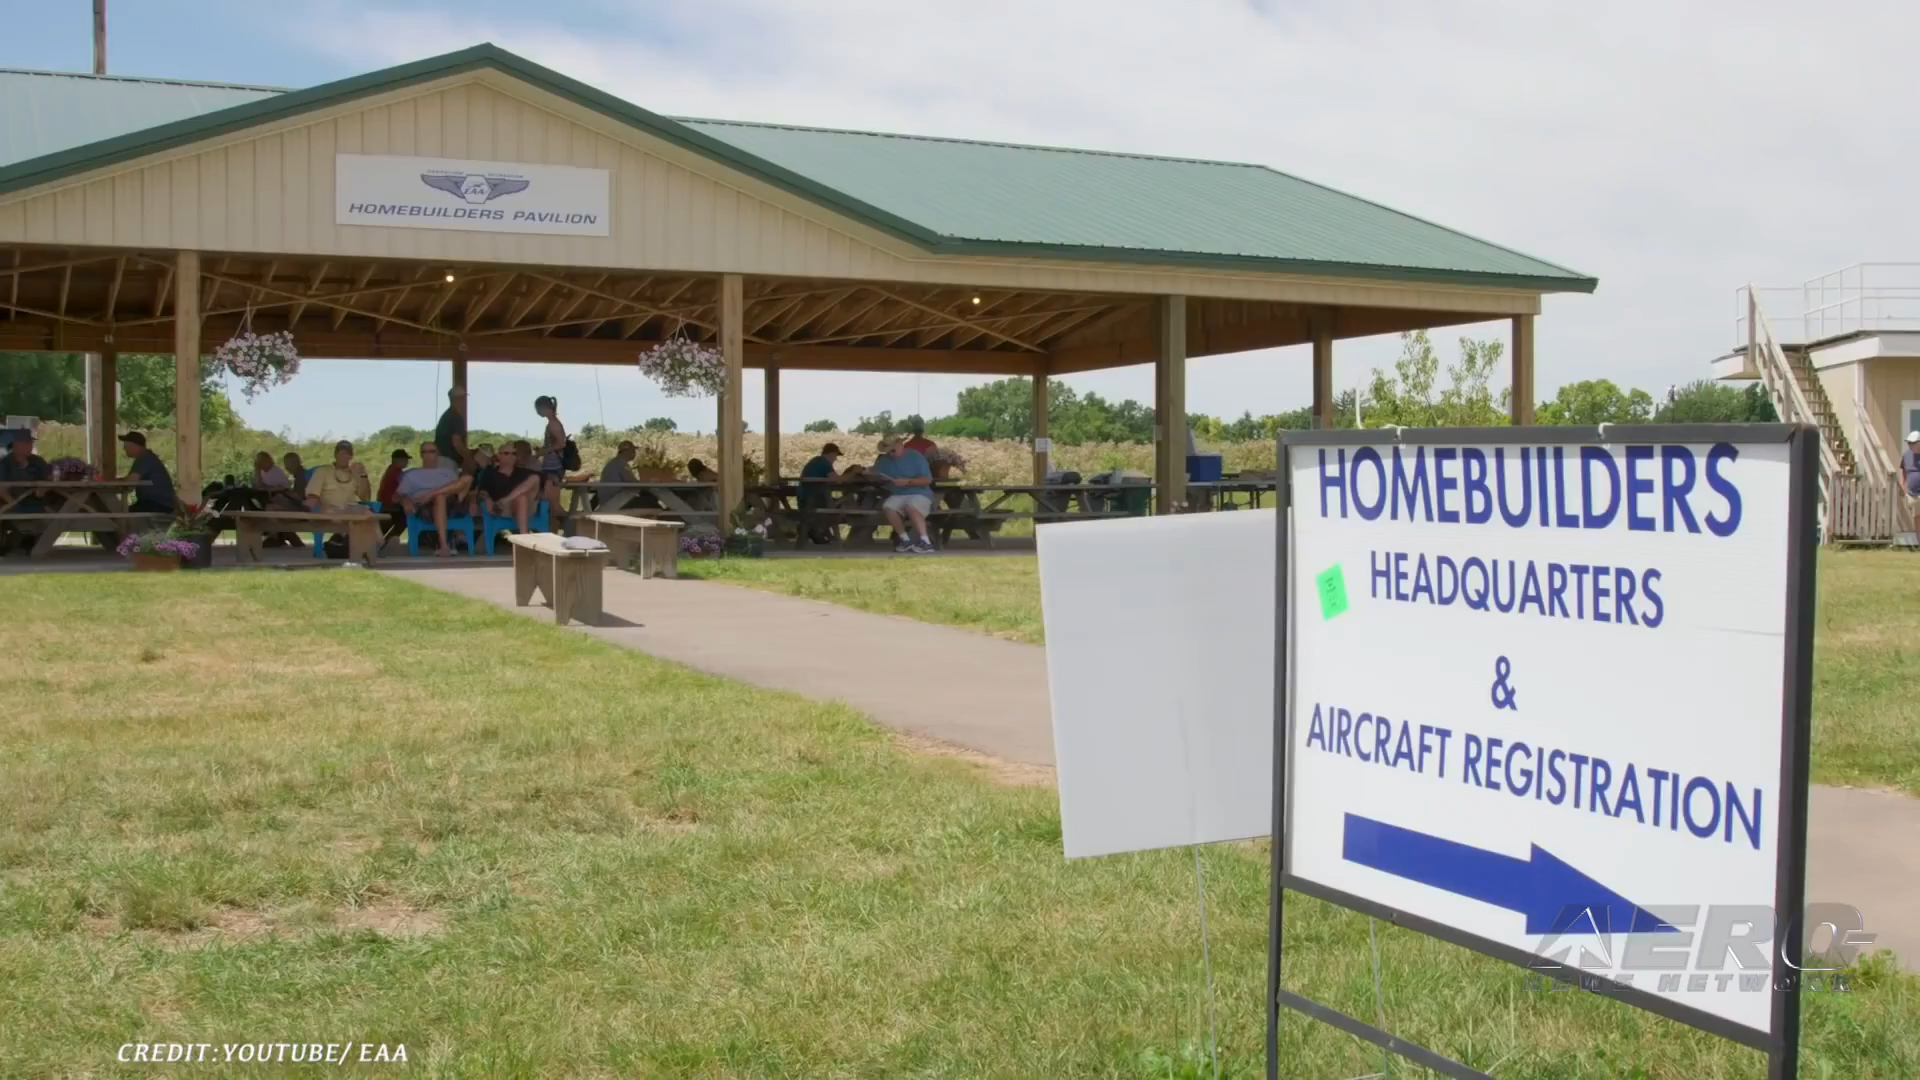 EAA
HOMEBUILDERS PAVILION
HOMEBUILDERS
HEADQUARTERS
&
AIRCRAFT REGISTRATION
AERO
NEWS NETWORK
CREDIT:YOUTUBE/ EAA